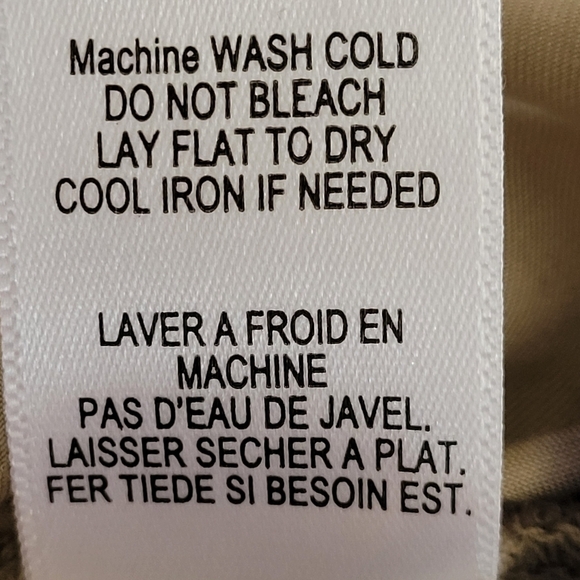 Machine WASH COLD
DO NOT BLEACH
LAY FLAT TO DRY
COOL IRON IF NEEDED
LAVER A FROID EN
MACHINE
PAS D'EAU DE JAVEL.
LAISSER SECHER A PLAT.
FER TIEDE SI BESOIN EST.